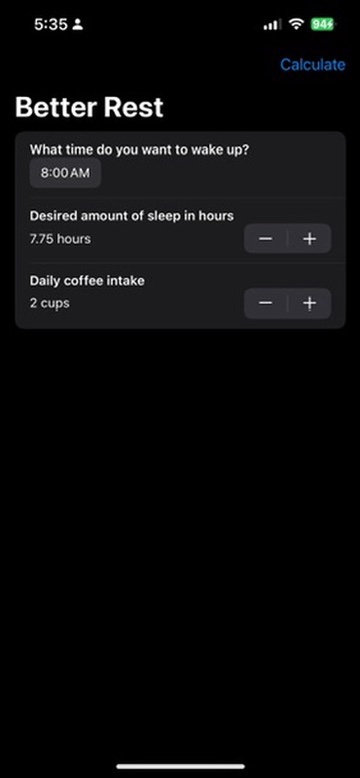 5:35
94
Calculate
Better Rest
What time do you want to wake up?
8:00 AM
Desired amount of sleep in hours
7.75 hours
Daily coffee intake
2 cups